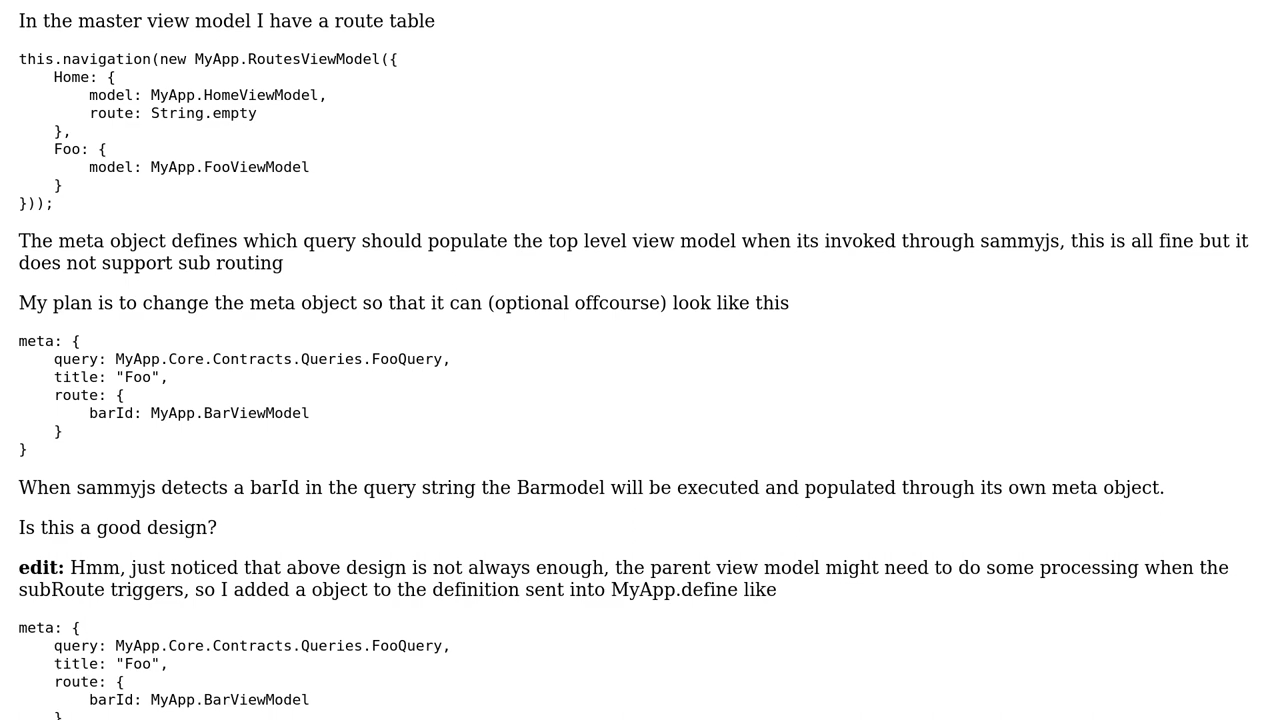 In the master view model I have a route table
this.navigation(new MyApp.RoutesViewModel({
    Home: {
        model: MyApp.HomeViewModel,
        route: String.empty
    },
    Foo: {
        model: MyApp.FooViewModel
    }
}));
The meta object defines which query should populate the top level view model when its invoked through sammyjs, this is all fine but it
does not support sub routing
My plan is to change the meta object so that it can (optional offcourse) look like this
meta: {
    query: MyApp.Core.Contracts.Queries.FooQuery,
    title: "Foo",
    route: {
        barId: MyApp.BarViewModel
    }
}
When sammyjs detects a barId in the query string the Barmodel will be executed and populated through its own meta object.
Is this a good design?
edit: Hmm, just noticed that above design is not always enough, the parent view model might need to do some processing when the
subRoute triggers, so I added a object to the definition sent into MyApp.define like
meta: {
    query: MyApp.Core.Contracts.Queries.FooQuery,
    title: "Foo",
    route: {
        barId: MyApp.BarViewModel
    }